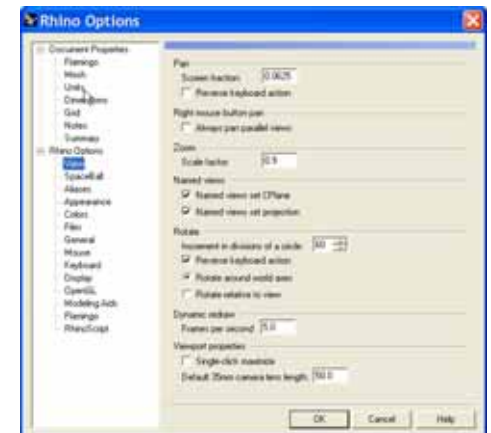 Rhino Options
Document Properties
Flamingo
Mesh
Units
Dimensions
Grid
Notes
Summary
Rhino Options
View
SpaceBall
Aliases
Appearance
Colors
Files
General
Mouse
Keyboard
Display
OpenGL
Modeling Aids
Flamingo
RhinoScript
Pan
Screen fraction: 0.0625
Reverse keyboard action
Right mouse button pan
Always pan parallel views
Zoom
Scale factor: 0.9
Named views
Named views set CPlane
Named views set projection
Rotate
Increment in divisions of a circle: 60
Reverse keyboard action
Rotate around world axes
Rotate relative to view
Dynamic redraw
Frames per second: 5.0
Viewport properties
Single-click maximize
Default 35mm camera lens length: 50.0
OK Cancel Help